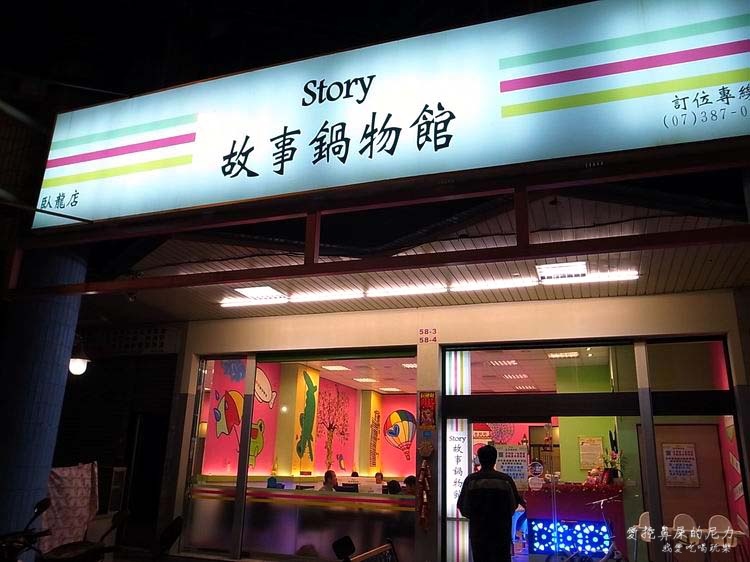 Story
故事鍋物館
臥龍店
訂位專線
(07)387-0
58-3
58-4
Story
故事鍋物
愛挖鼻屎的尼力
我愛吃喝玩樂